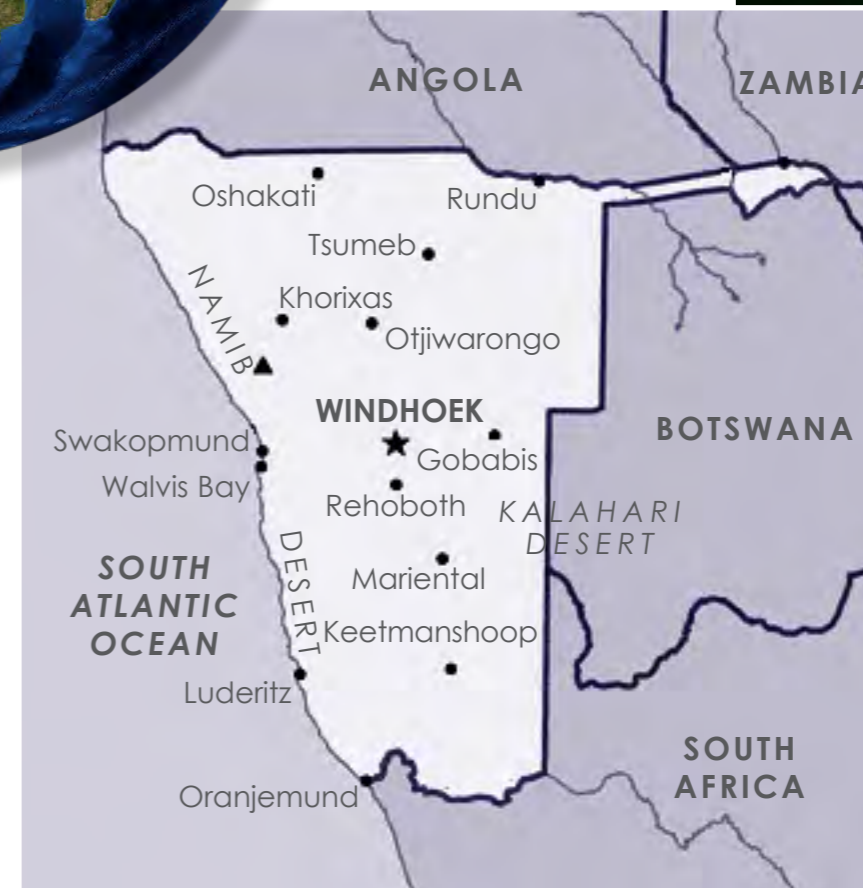 ANGOLA
ZAMBIA
Oshakati
Rundu
Tsumeb
NAMIB
Khorixas
Otjiwarongo
WINDHOEK
BOTSWANA
Swakopmund
Gobabis
Walvis Bay
Rehoboth
KALAHARI
DESERT
DESERT
SOUTH
ATLANTIC
OCEAN
Mariental
Keetmanshoop
Luderitz
SOUTH
AFRICA
Oranjemund